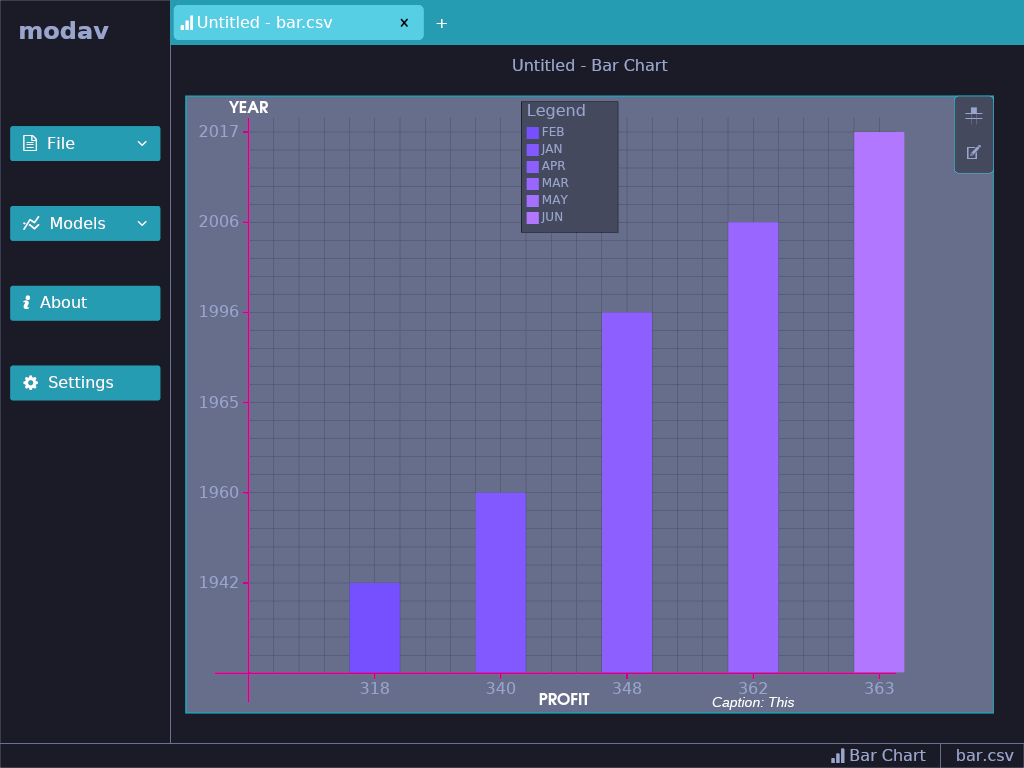 modav
Untitled - bar.csv × +
Untitled - Bar Chart
File
Models
About
Settings
YEAR
Legend
FEB
JAN
APR
MAR
MAY
JUN
2017
2006
1996
1965
1960
1942
318 340 348 362 363
PROFIT
Caption: This
Bar Chart bar.csv